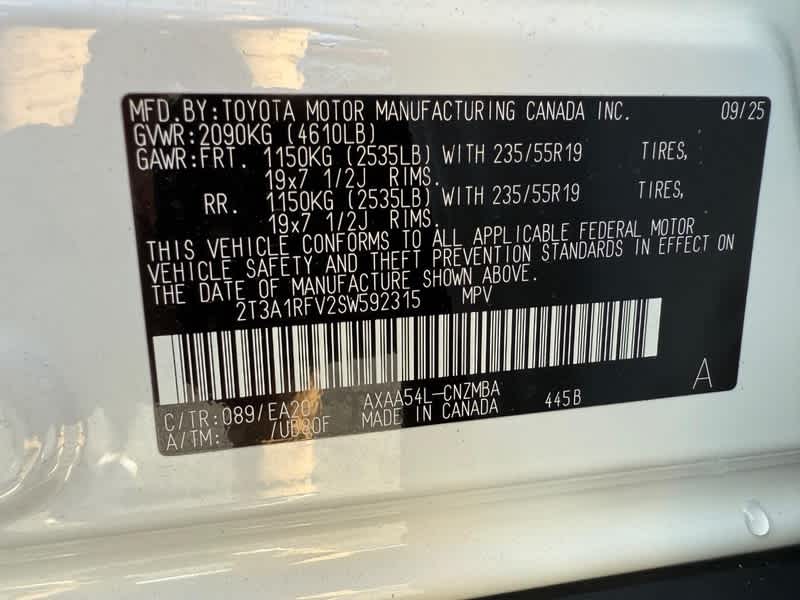 MFD.BY:TOYOTA MOTOR MANUFACTURING CANADA INC. 09/25
GVWR:2090KG (4610LB)
GAWR:FRT. 1150KG (2535LB) WITH 235/55R19 TIRES,
19x7 1/2J RIMS.
RR. 1150KG (2535LB) WITH 235/55R19 TIRES,
19x7 1/2J RIMS.
THIS VEHICLE CONFORMS TO ALL APPLICABLE FEDERAL MOTOR
VEHICLE SAFETY AND THEFT PREVENTION STANDARDS IN EFFECT ON
THE DATE OF MANUFACTURE SHOWN ABOVE.
2T3A1RFV2SW592315 MPV
C/TR:089/EA20 AXAA54L-CNZMBA 445B A
A/TM: /UB80F MADE IN CANADA